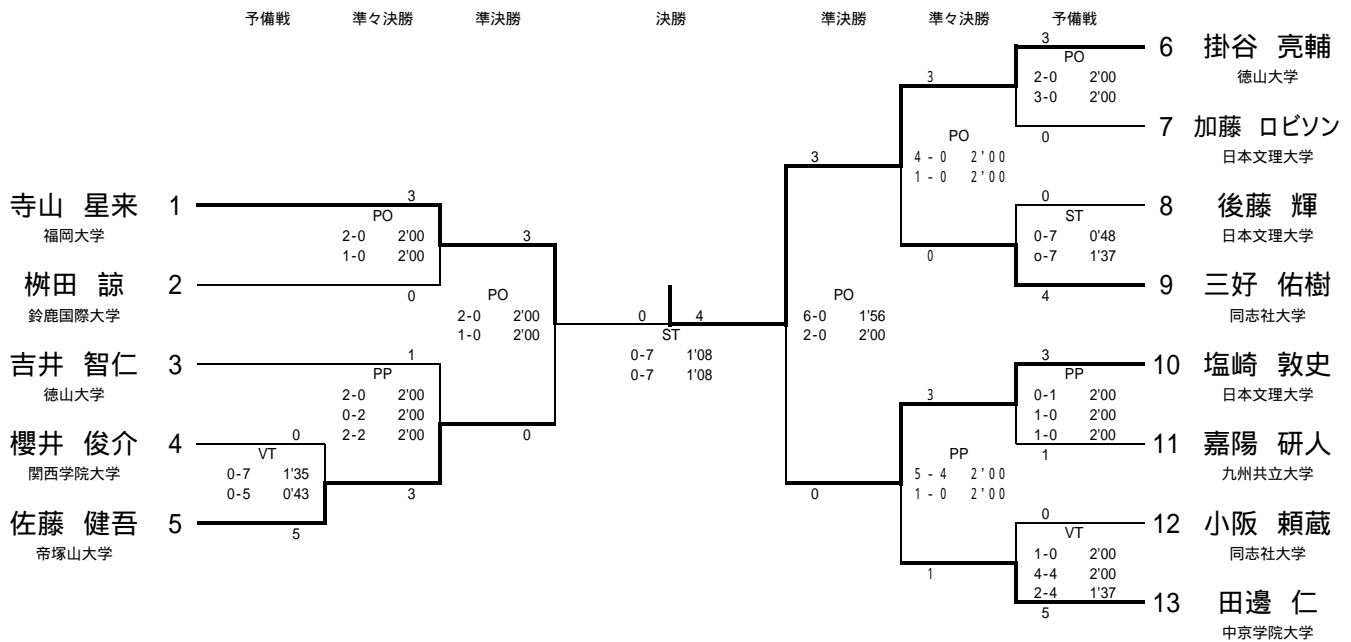 予備戦 準々決勝 準決勝 決勝 準決勝 準々決勝 予備戦
寺山 星来 1
福岡大学
3
PO
2-0 2'00
1-0 2'00
桝田 諒 2
鈴鹿国際大学
0
3
PO
2-0 2'00
1-0 2'00
吉井 智仁 3
徳山大学
1
PP
2-0 2'00
0-2 2'00
2-2 2'00
櫻井 俊介 4
関西学院大学
0
VT
0-7 1'35
0-5 0'43
佐藤 健吾 5
帝塚山大学
5
3
0
0 4
ST
0-7 1'08
0-7 1'08
3
6 掛谷 亮輔
徳山大学
PO
2-0 2'00
3-0 2'00
7 加藤 ロビソン
日本文理大学
0
3
PO
4-0 2'00
1-0 2'00
0
8 後藤 輝
日本文理大学
ST
0-7 0'48
o-7 1'37
9 三好 佑樹
同志社大学
4
0
3
PO
6-0 1'56
2-0 2'00
3
10 塩崎 敦史
日本文理大学
PP
0-1 2'00
1-0 2'00
1-0 2'00
11 嘉陽 研人
九州共立大学
1
3
PP
5-4 2'00
1-0 2'00
0
0
12 小阪 頼蔵
同志社大学
VT
1-0 2'00
4-4 2'00
2-4 1'37
13 田邊 仁
中京学院大学
5
1